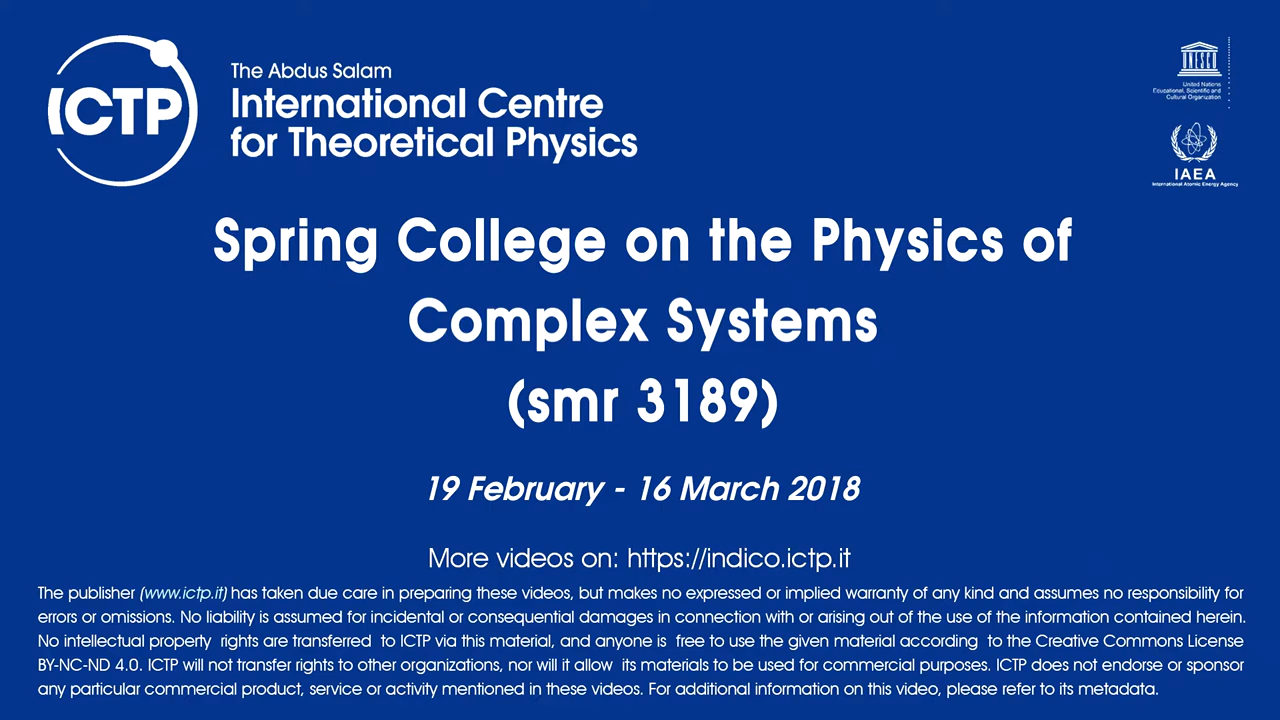 ICTP
The Abdus Salam
International Centre
for Theoretical Physics
UNESCO
United Nations
Educational, Scientific and
Cultural Organization
IAEA
International Atomic Energy Agency
Spring College on the Physics of
Complex Systems
(smr 3189)
19 February - 16 March 2018
More videos on: https://indico.ictp.it
The publisher (www.ictp.it) has taken due care in preparing these videos, but makes no expressed or implied warranty of any kind and assumes no responsibility for
errors or omissions. No liability is assumed for incidental or consequential damages in connection with or arising out of the use of the information contained herein.
No intellectual property rights are transferred to ICTP via this material, and anyone is free to use the given material according to the Creative Commons License
BY-NC-ND 4.0. ICTP will not transfer rights to other organizations, nor will it allow its materials to be used for commercial purposes. ICTP does not endorse or sponsor
any particular commercial product, service or activity mentioned in these videos. For additional information on this video, please refer to its metadata.